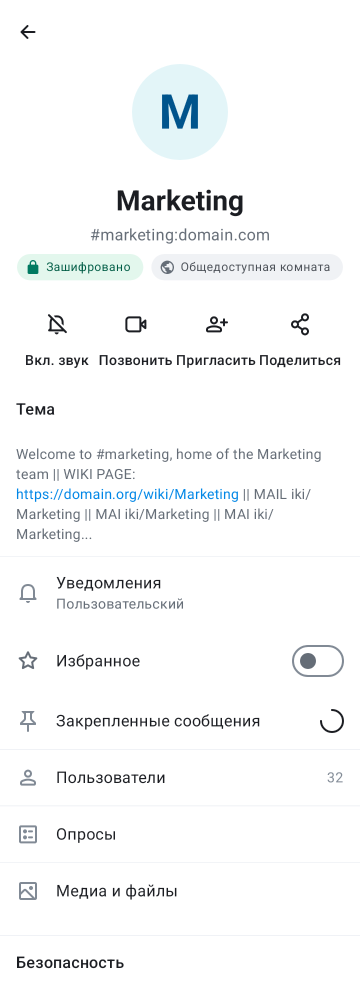 M
Marketing
#marketing:domain.com
Зашифровано
Общедоступная комната
Вкл. звук
Позвонить
Пригласить
Поделиться
Тема
Welcome to #marketing, home of the Marketing
team || WIKI PAGE:
https://domain.org/wiki/Marketing || MAIL iki/
Marketing || MAI iki/Marketing || MAI iki/
Marketing...
Уведомления
Пользовательский
Избранное
Закрепленные сообщения
Пользователи 32
Опросы
Медиа и файлы
Безопасность